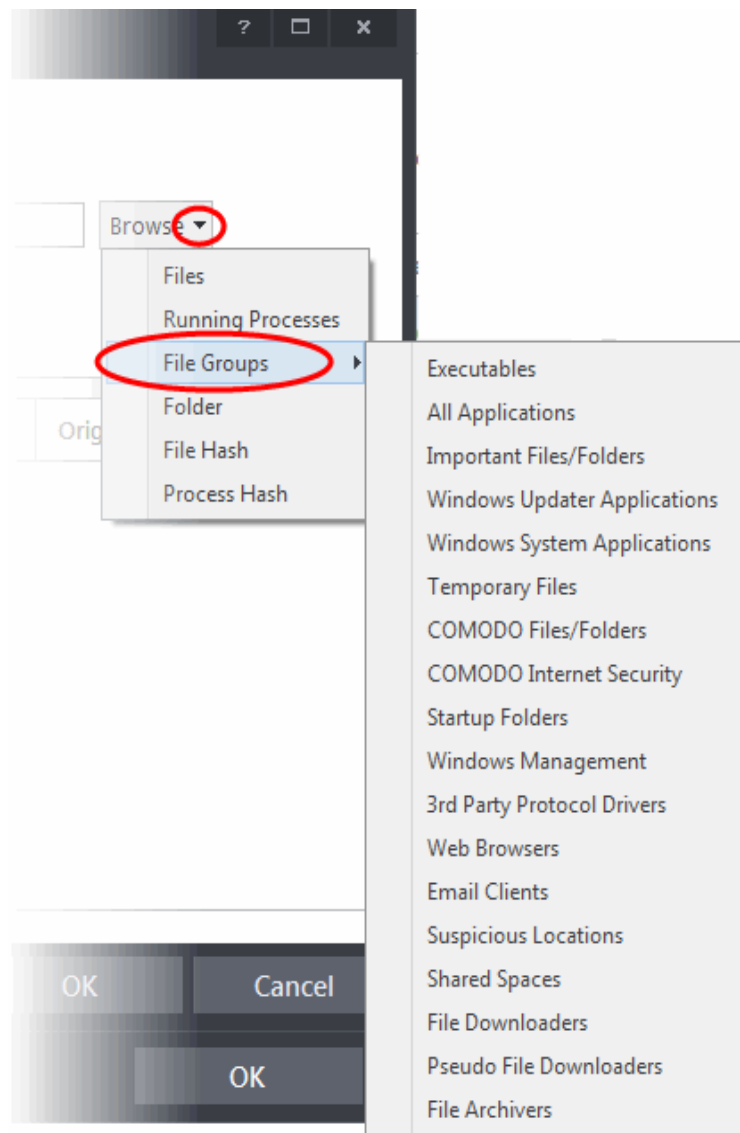 ?
Browse
Files
Running Processes
File Groups
Folder
Orig
File Hash
Process Hash
Executables
All Applications
Important Files/Folders
Windows Updater Applications
Windows System Applications
Temporary Files
COMODO Files/Folders
COMODO Internet Security
Startup Folders
Windows Management
3rd Party Protocol Drivers
Web Browsers
Email Clients
Suspicious Locations
Shared Spaces
File Downloaders
Pseudo File Downloaders
File Archivers
OK Cancel
OK